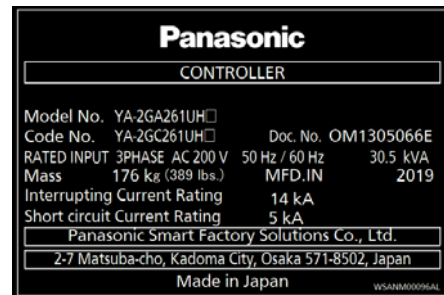 Panasonic
CONTROLLER
Model No. YA-2GA261UH□
Code No. YA-2GC261UH□ Doc. No. OM1305066E
RATED INPUT 3PHASE AC 200 V 50 Hz / 60 Hz 30.5 kVA
Mass 176 kg (389 lbs.) MFD.IN 2019
Interrupting Current Rating 14 kA
Short circuit Current Rating 5 kA
Panasonic Smart Factory Solutions Co., Ltd.
2-7 Matsuba-cho, Kadoma City, Osaka 571-8502, Japan
Made in Japan WSANM00096AL